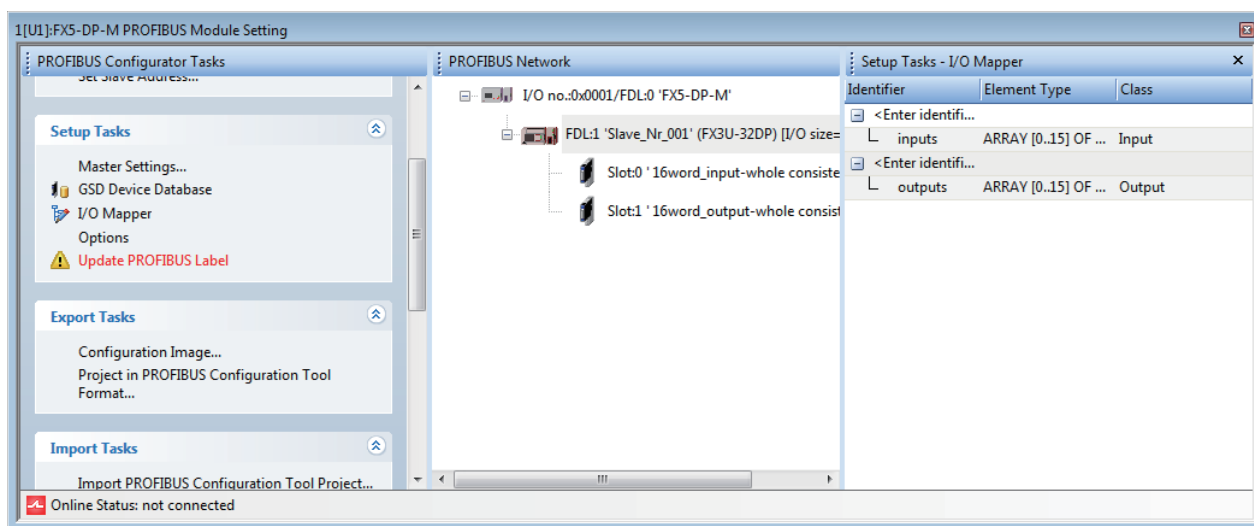 1[U1]:FX5-DP-M PROFIBUS Module Setting
PROFIBUS Configurator Tasks
Set Slave Address...
Setup Tasks
Master Settings...
GSD Device Database
I/O Mapper
Options
Update PROFIBUS Label
Export Tasks
Configuration Image...
Project in PROFIBUS Configuration Tool
Format...
Import Tasks
Import PROFIBUS Configuration Tool Project...
PROFIBUS Network
I/O no.:0x0001/FDL:0 'FX5-DP-M'
FDL:1 'Slave_Nr_001' (FX3U-32DP) [I/O size=
Slot:0 ' 16word_input-whole consiste
Slot:1 ' 16word_output-whole consist
Setup Tasks - I/O Mapper
Identifier Element Type Class
<Enter identifi...
inputs ARRAY [0..15] OF ... Input
<Enter identifi...
outputs ARRAY [0..15] OF ... Output
Online Status: not connected